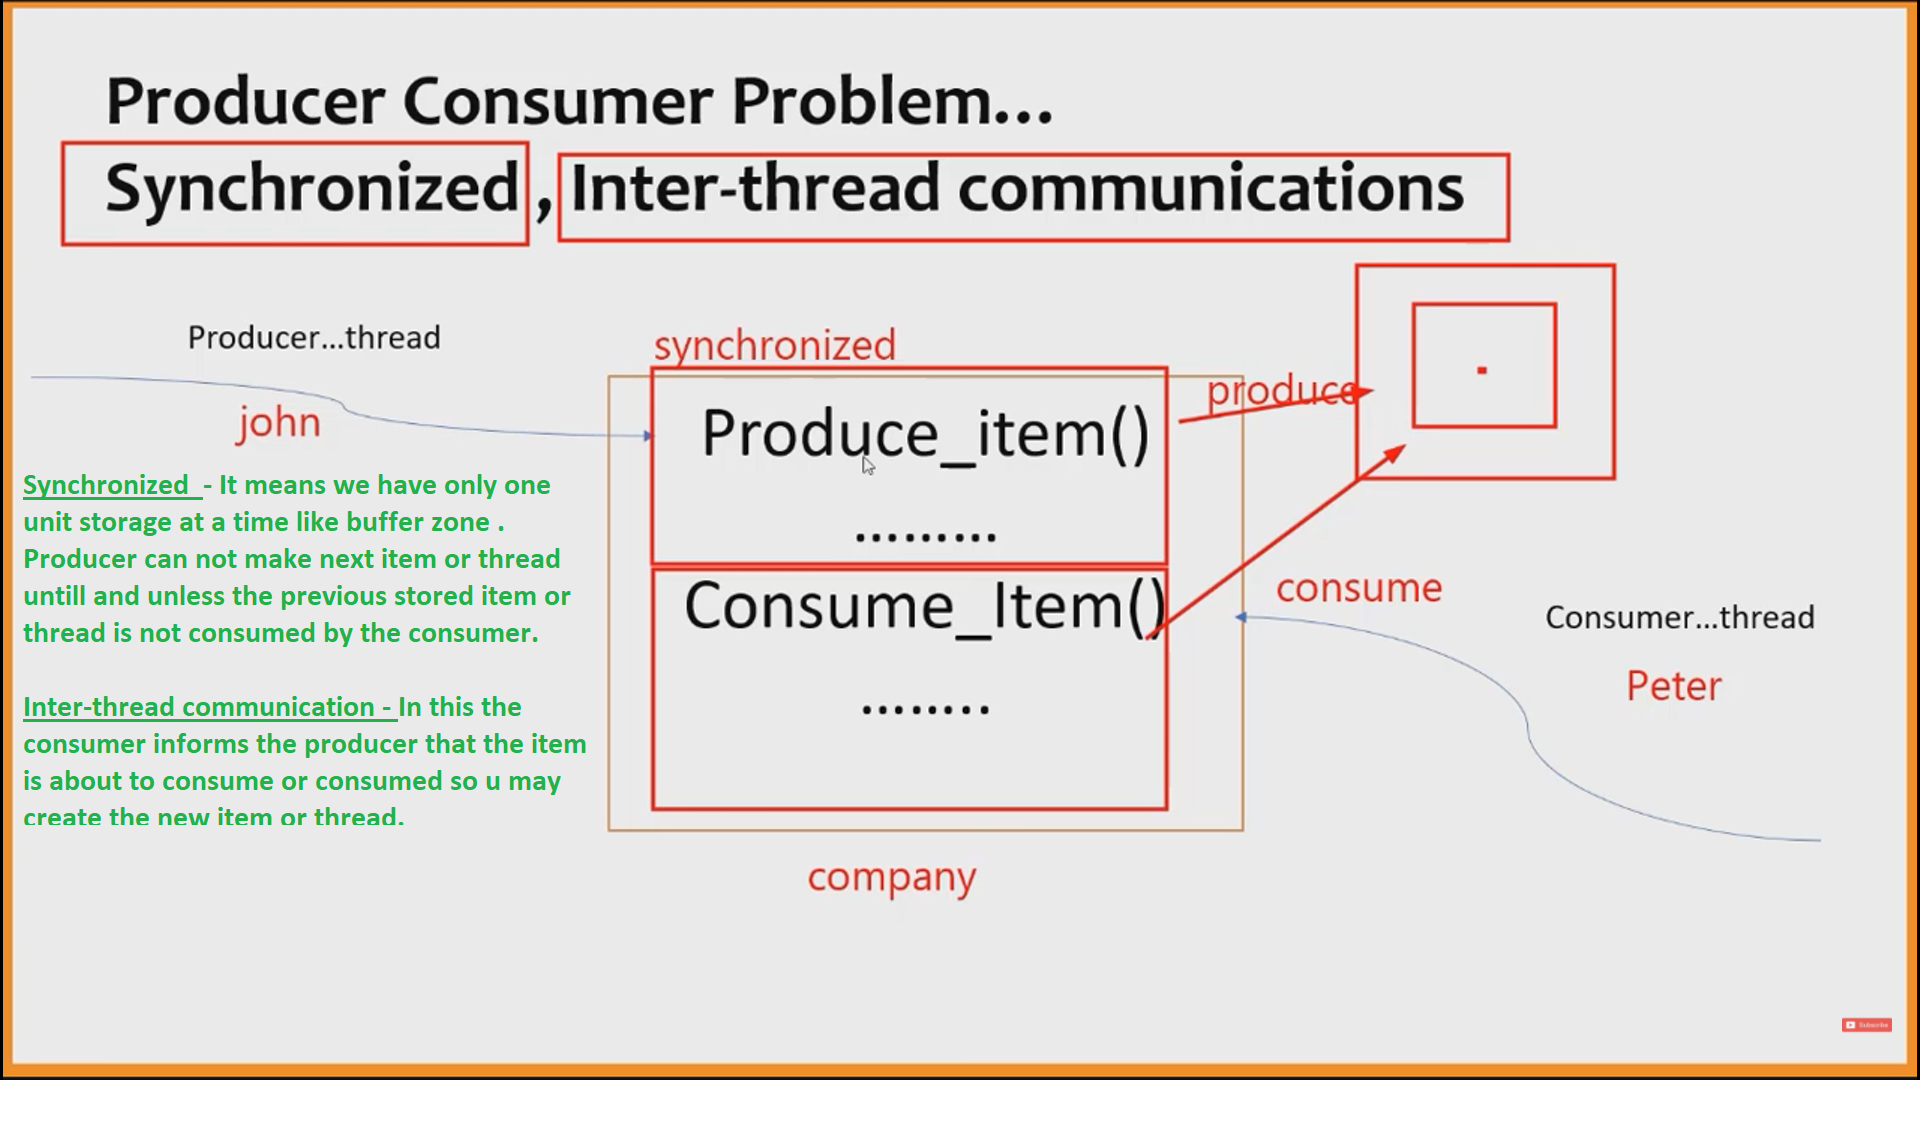 Producer Consumer Problem...
Synchronized , Inter-thread communications
Producer...thread
john
synchronized
Produce_item()
.........
produce
Consume_Item()
........
consume
Consumer...thread
Peter
company
Synchronized - It means we have only one
unit storage at a time like buffer zone .
Producer can not make next item or thread
untill and unless the previous stored item or
thread is not consumed by the consumer.
Inter-thread communication - In this the
consumer informs the producer that the item
is about to consume or consumed so u may
create the new item or thread.
Subscribe